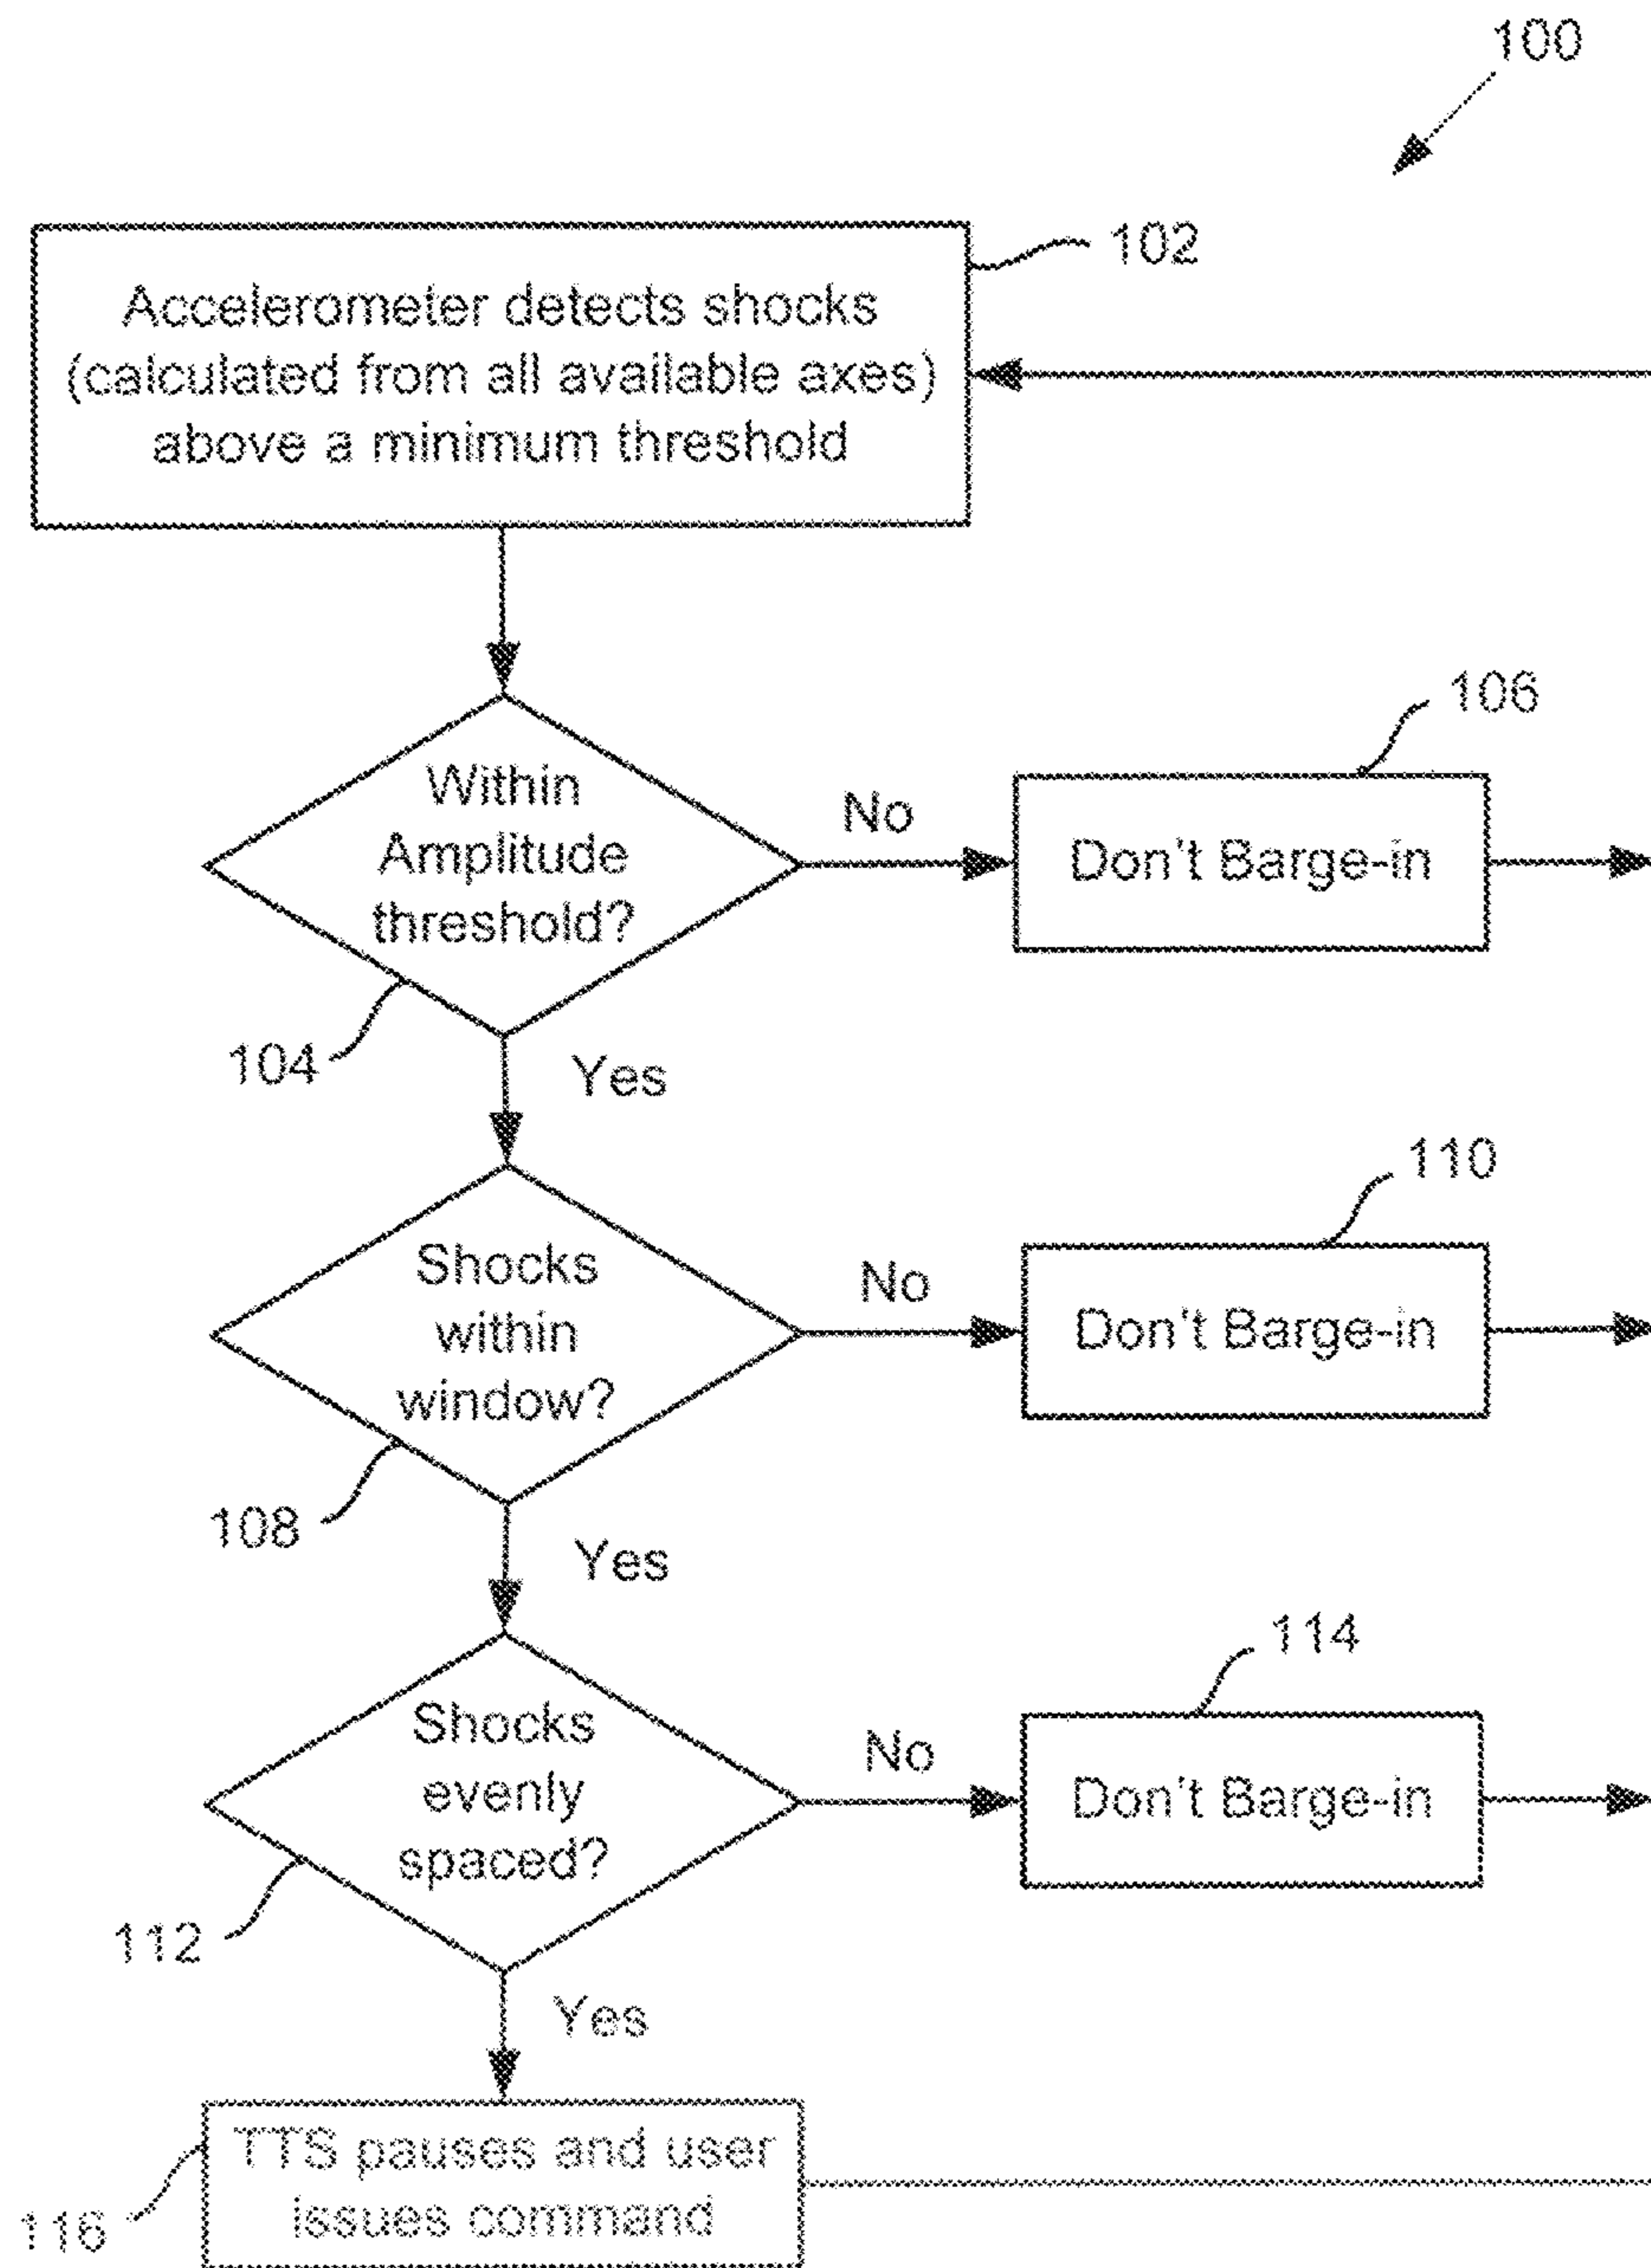 100
102
Accelerometer detects shocks
(calculated from all available axes)
above a minimum threshold
106
Within
Amplitude
threshold?
No
Don't Barge-in
104
Yes
110
Shocks
within
window?
No
Don't Barge-in
108
Yes
114
Shocks
evenly
spaced?
No
Don't Barge-in
112
Yes
TTS pauses and user
issues command
116